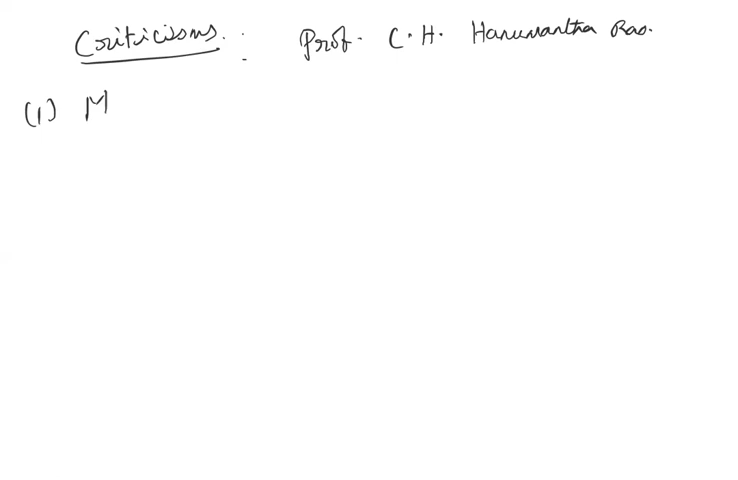 Criticisms : Prof. C.H. Hanumantha Rao.
(1) M